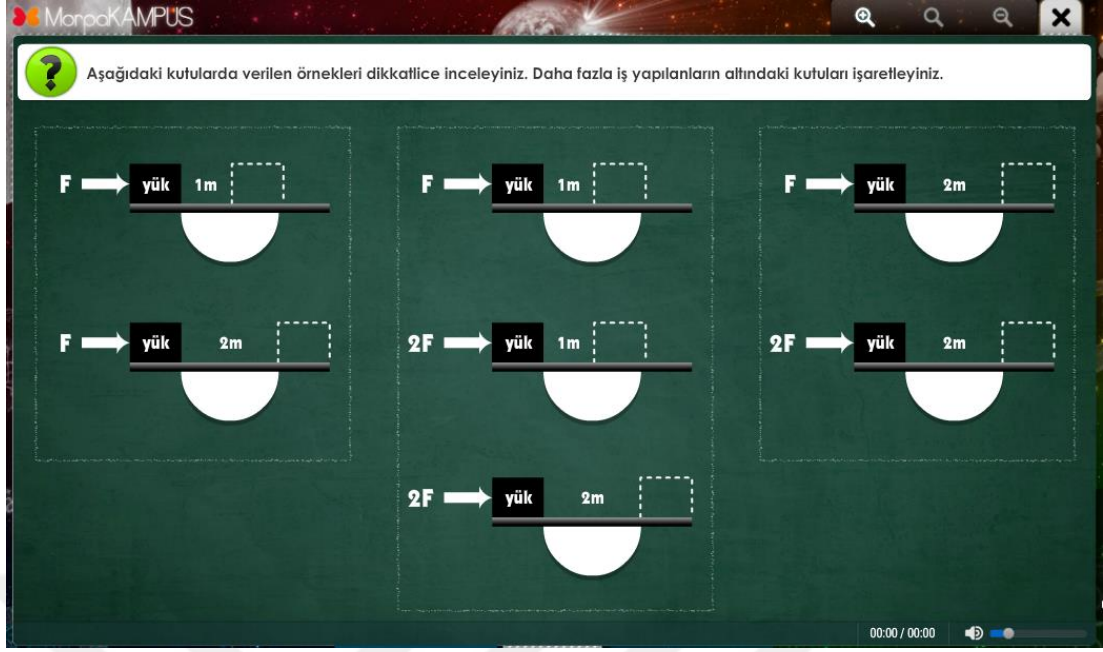 MorpaKAMPÜS
Aşağıdaki kutularda verilen örnekleri dikkatlice inceleyiniz. Daha fazla iş yapılanların altındaki kutuları işaretleyiniz.
F yük 1m
F yük 2m
F yük 1m
2F yük 1m
2F yük 2m
F yük 2m
2F yük 2m
00:00 / 00:00